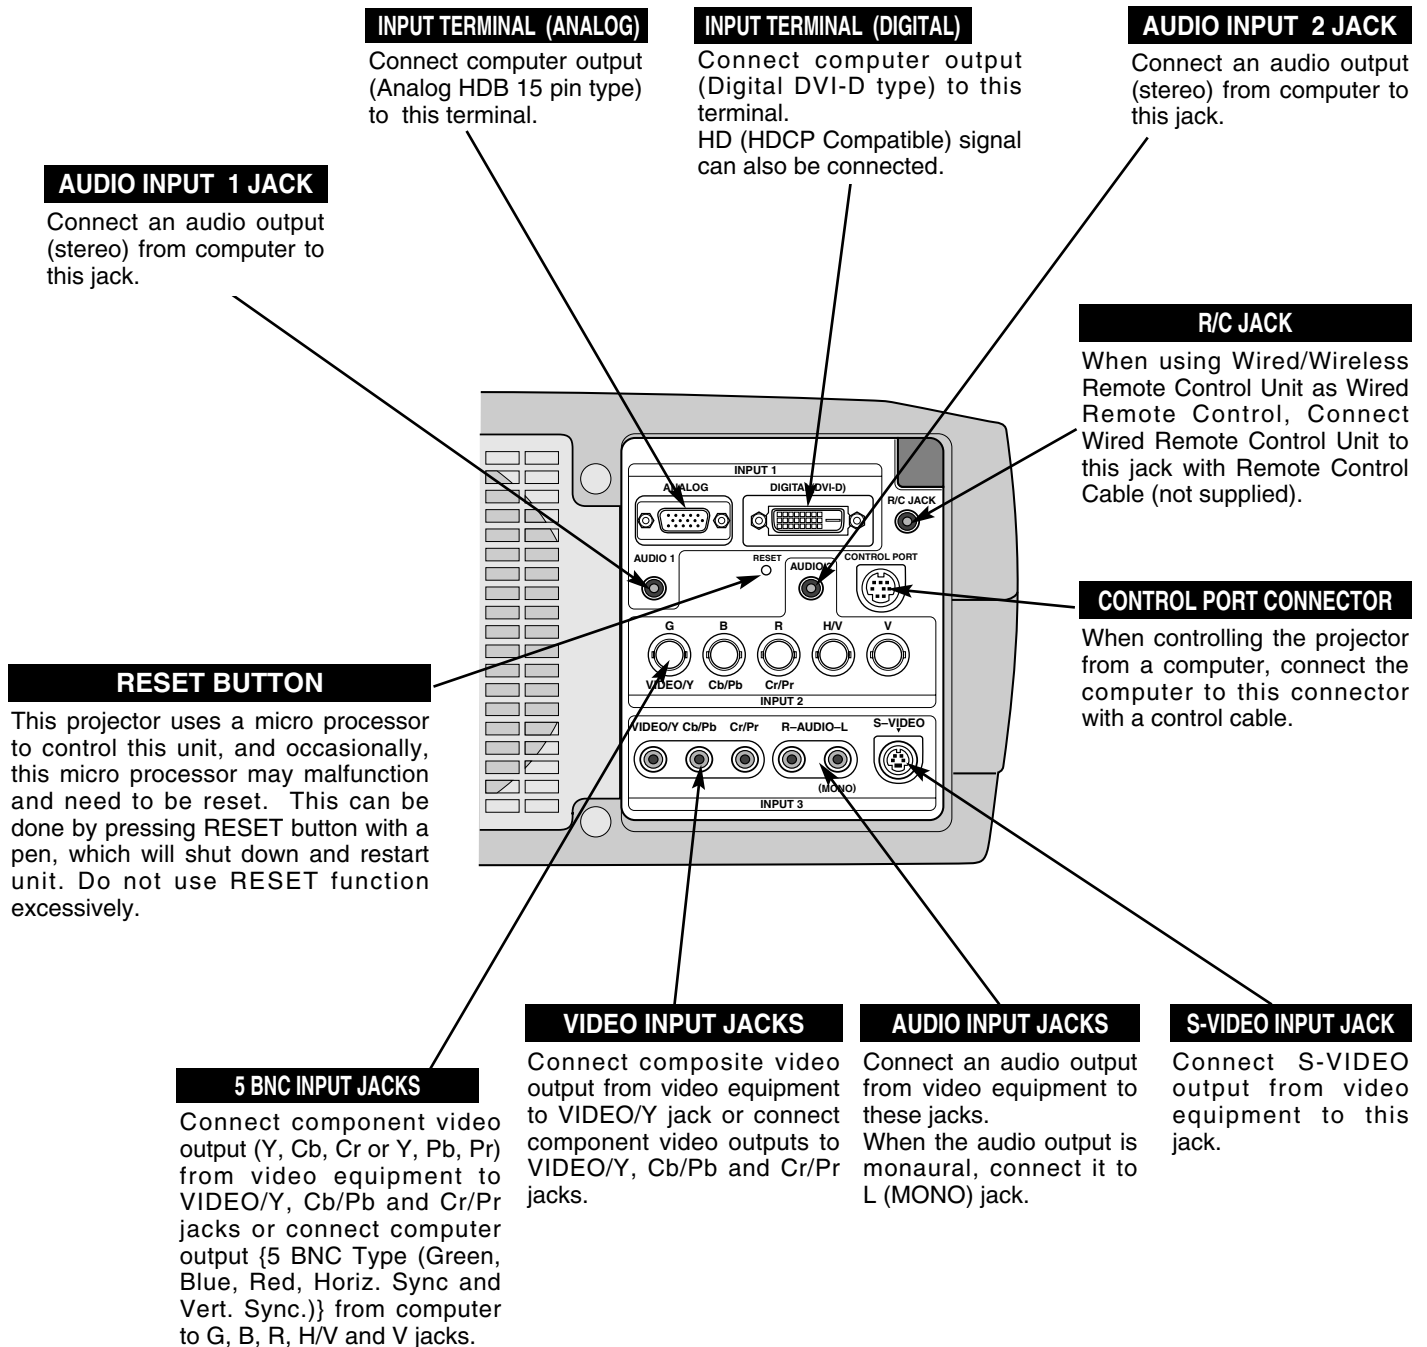 INPUT TERMINAL (ANALOG)
Connect computer output
(Analog HDB 15 pin type)
to this terminal.
INPUT TERMINAL (DIGITAL)
Connect computer output
(Digital DVI-D type) to this
terminal.
HD (HDCP Compatible) signal
can also be connected.
AUDIO INPUT 2 JACK
Connect an audio output
(stereo) from computer to
this jack.
AUDIO INPUT 1 JACK
Connect an audio output
(stereo) from computer to
this jack.
R/C JACK
When using Wired/Wireless
Remote Control Unit as Wired
Remote Control, Connect
Wired Remote Control Unit to
this jack with Remote Control
Cable (not supplied).
INPUT 1
ANALOG
DIGITAL(DVI-D)
R/C JACK
AUDIO 1
RESET
AUDIO 2
CONTROL PORT
G
B
R
H/V
V
VIDEO/Y
Cb/Pb
Cr/Pr
INPUT 2
VIDEO/Y Cb/Pb Cr/Pr
R–AUDIO–L
S–VIDEO
(MONO)
INPUT 3
CONTROL PORT CONNECTOR
When controlling the projector
from a computer, connect the
computer to this connector
with a control cable.
RESET BUTTON
This projector uses a micro processor
to control this unit, and occasionally,
this micro processor may malfunction
and need to be reset. This can be
done by pressing RESET button with a
pen, which will shut down and restart
unit. Do not use RESET function
excessively.
5 BNC INPUT JACKS
Connect component video
output (Y, Cb, Cr or Y, Pb, Pr)
from video equipment to
VIDEO/Y, Cb/Pb and Cr/Pr
jacks or connect computer
output {5 BNC Type (Green,
Blue, Red, Horiz. Sync and
Vert. Sync.)} from computer
to G, B, R, H/V and V jacks.
VIDEO INPUT JACKS
Connect composite video
output from video equipment
to VIDEO/Y jack or connect
component video outputs to
VIDEO/Y, Cb/Pb and Cr/Pr
jacks.
AUDIO INPUT JACKS
Connect an audio output
from video equipment to
these jacks.
When the audio output is
monaural, connect it to
L (MONO) jack.
S-VIDEO INPUT JACK
Connect S-VIDEO
output from video
equipment to this
jack.